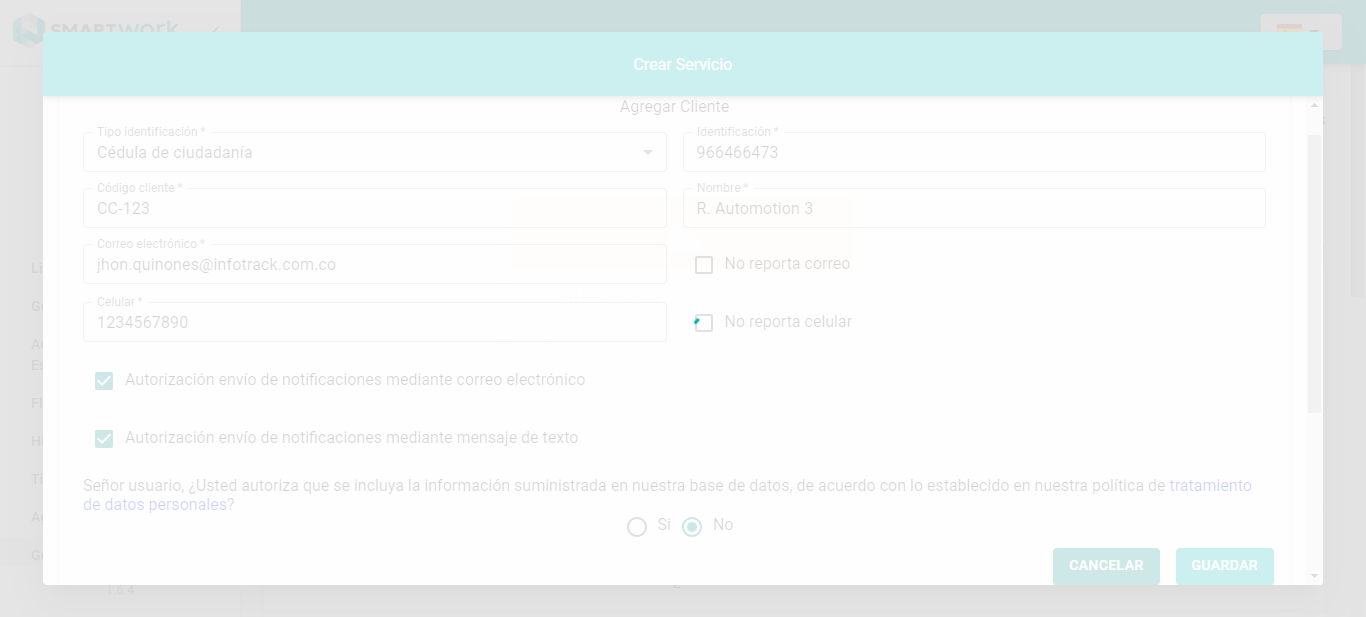 SMARTWORK
Crear Servicio
Agregar Cliente
Tipo identificación *
Cédula de ciudadanía
Identificación *
966466473
Código cliente *
CC-123
Nombre *
R. Automotion 3
Correo electrónico *
jhon.quinones@infotrack.com.co
No reporta correo
Celular *
1234567890
No reporta celular
Autorización envío de notificaciones mediante correo electrónico
Autorización envío de notificaciones mediante mensaje de texto
Señor usuario, ¿Usted autoriza que se incluya la información suministrada en nuestra base de datos, de acuerdo con lo establecido en nuestra política de tratamiento
de datos personales?
Si
No
CANCELAR
GUARDAR
1.6.4